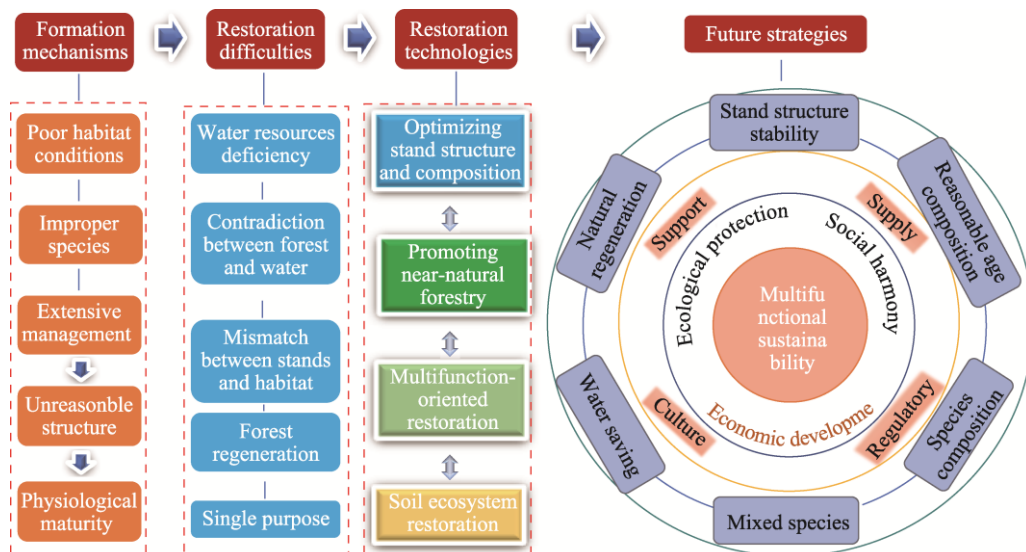 Formation
mechanisms
Restoration
difficulties
Restoration
technologies
Future strategies
Poor habitat
conditions
Improper
species
Extensive
management
Unreasonble
structure
Physiological
maturity
Water resources
deficiency
Contradiction
between forest
and water
Mismatch
between stands
and habitat
Forest
regeneration
Single purpose
Optimizing
stand structure
and composition
Promoting
near-natural
forestry
Multifunction-
oriented
restoration
Soil ecosystem
restoration
Stand structure
stability
Natural
regeneration
Reasonable age
composition
Support
Supply
Ecological protection
Social harmony
Multifu
nctional
sustaina
bility
Economic developme
Culture
Regulatory
Water saving
Species
composition
Mixed species